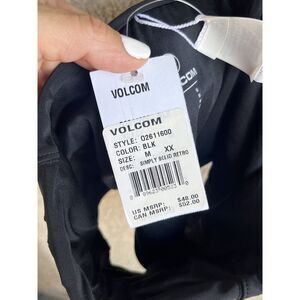 VOLCOM
VOLCOM
STYLE: O2611600
COLOR: BLK
SIZE: M XX
DESC: SIMPLY SOLID RETRO
US MSRP: $48.00
CAN MSRP: $52.00